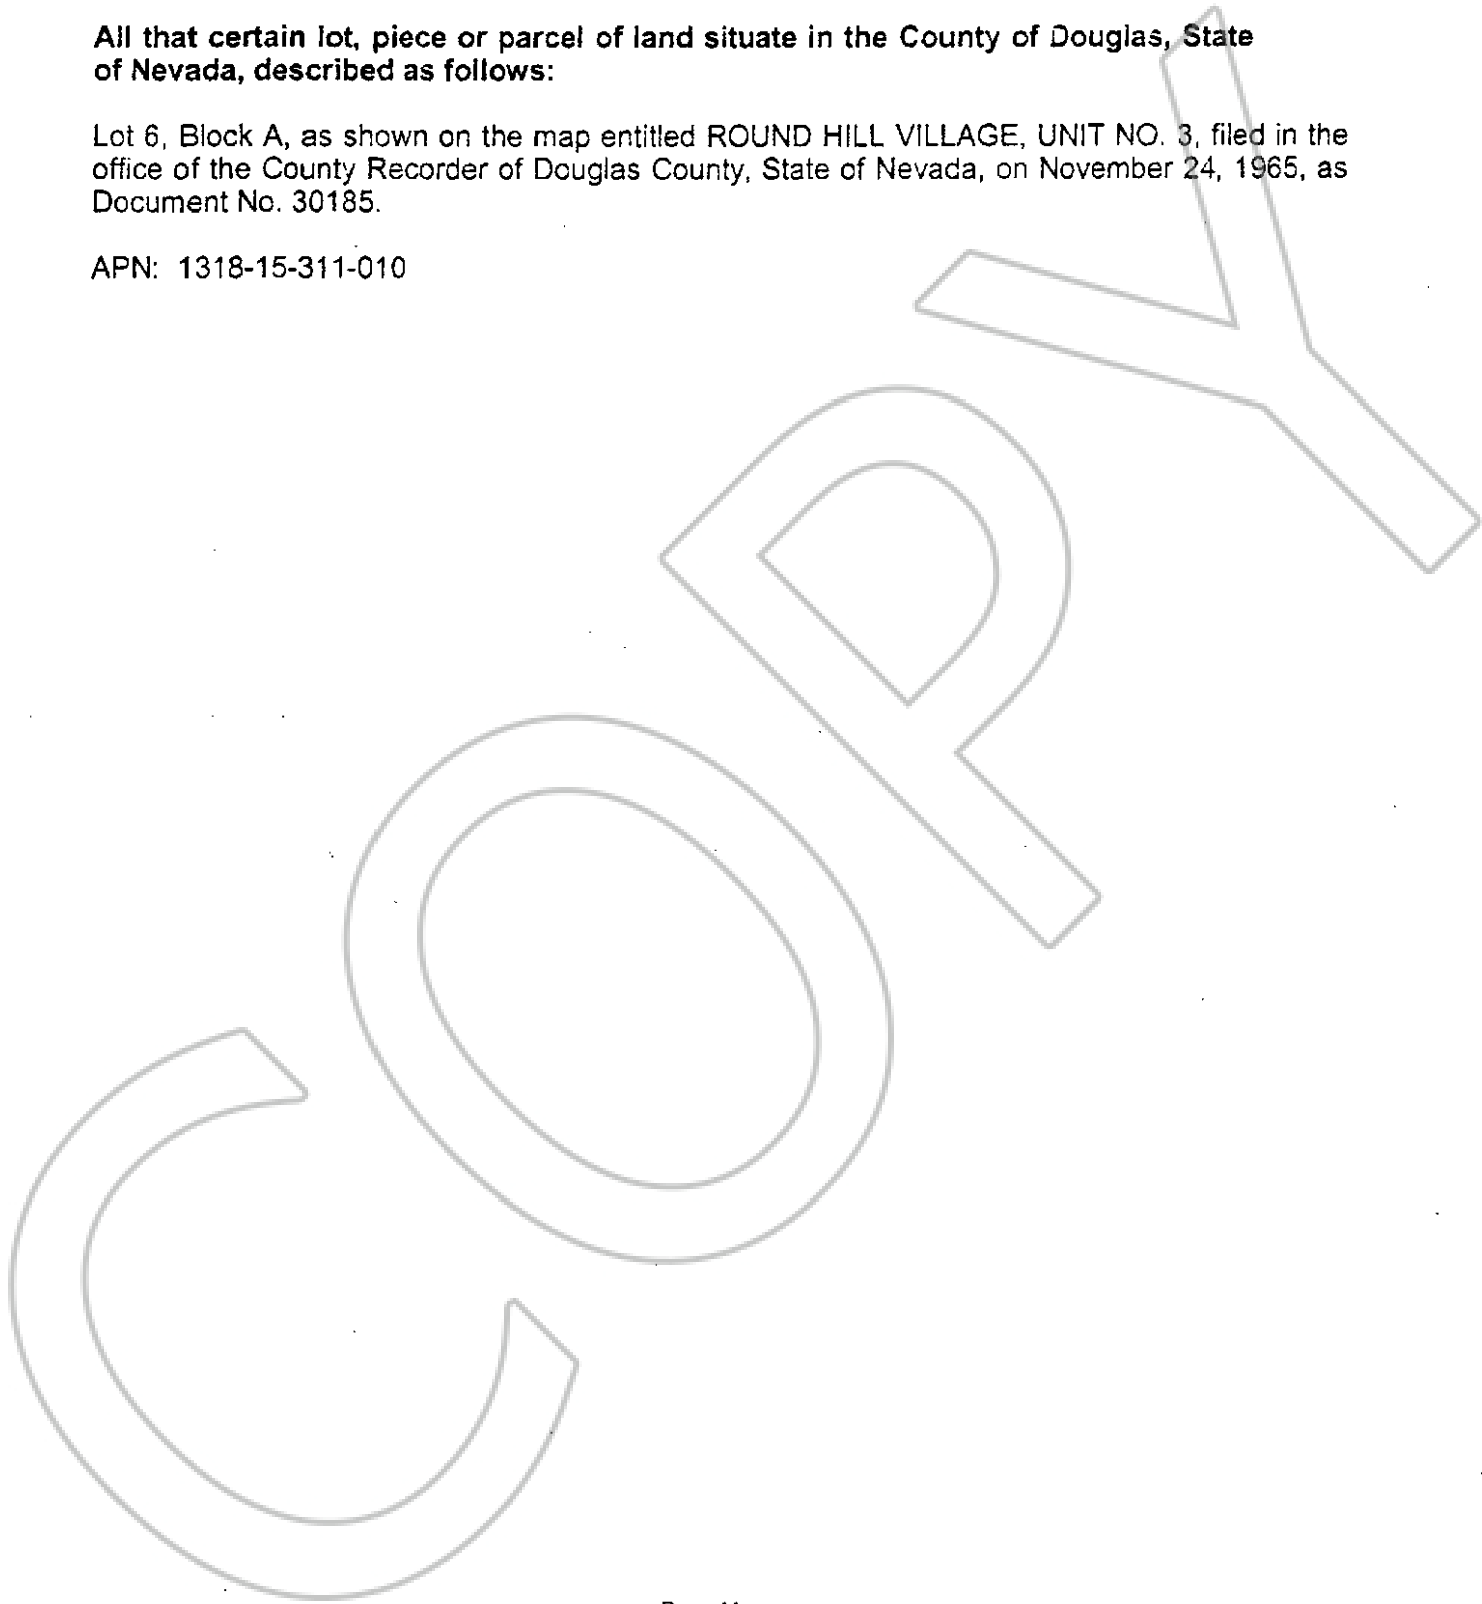 All that certain lot, piece or parcel of land situate in the County of Douglas, State
of Nevada, described as follows:
Lot 6, Block A, as shown on the map entitled ROUND HILL VILLAGE, UNIT NO. 3, filed in the
office of the County Recorder of Douglas County, State of Nevada, on November 24, 1965, as
Document No. 30185.
APN: 1318-15-311-010
COPY